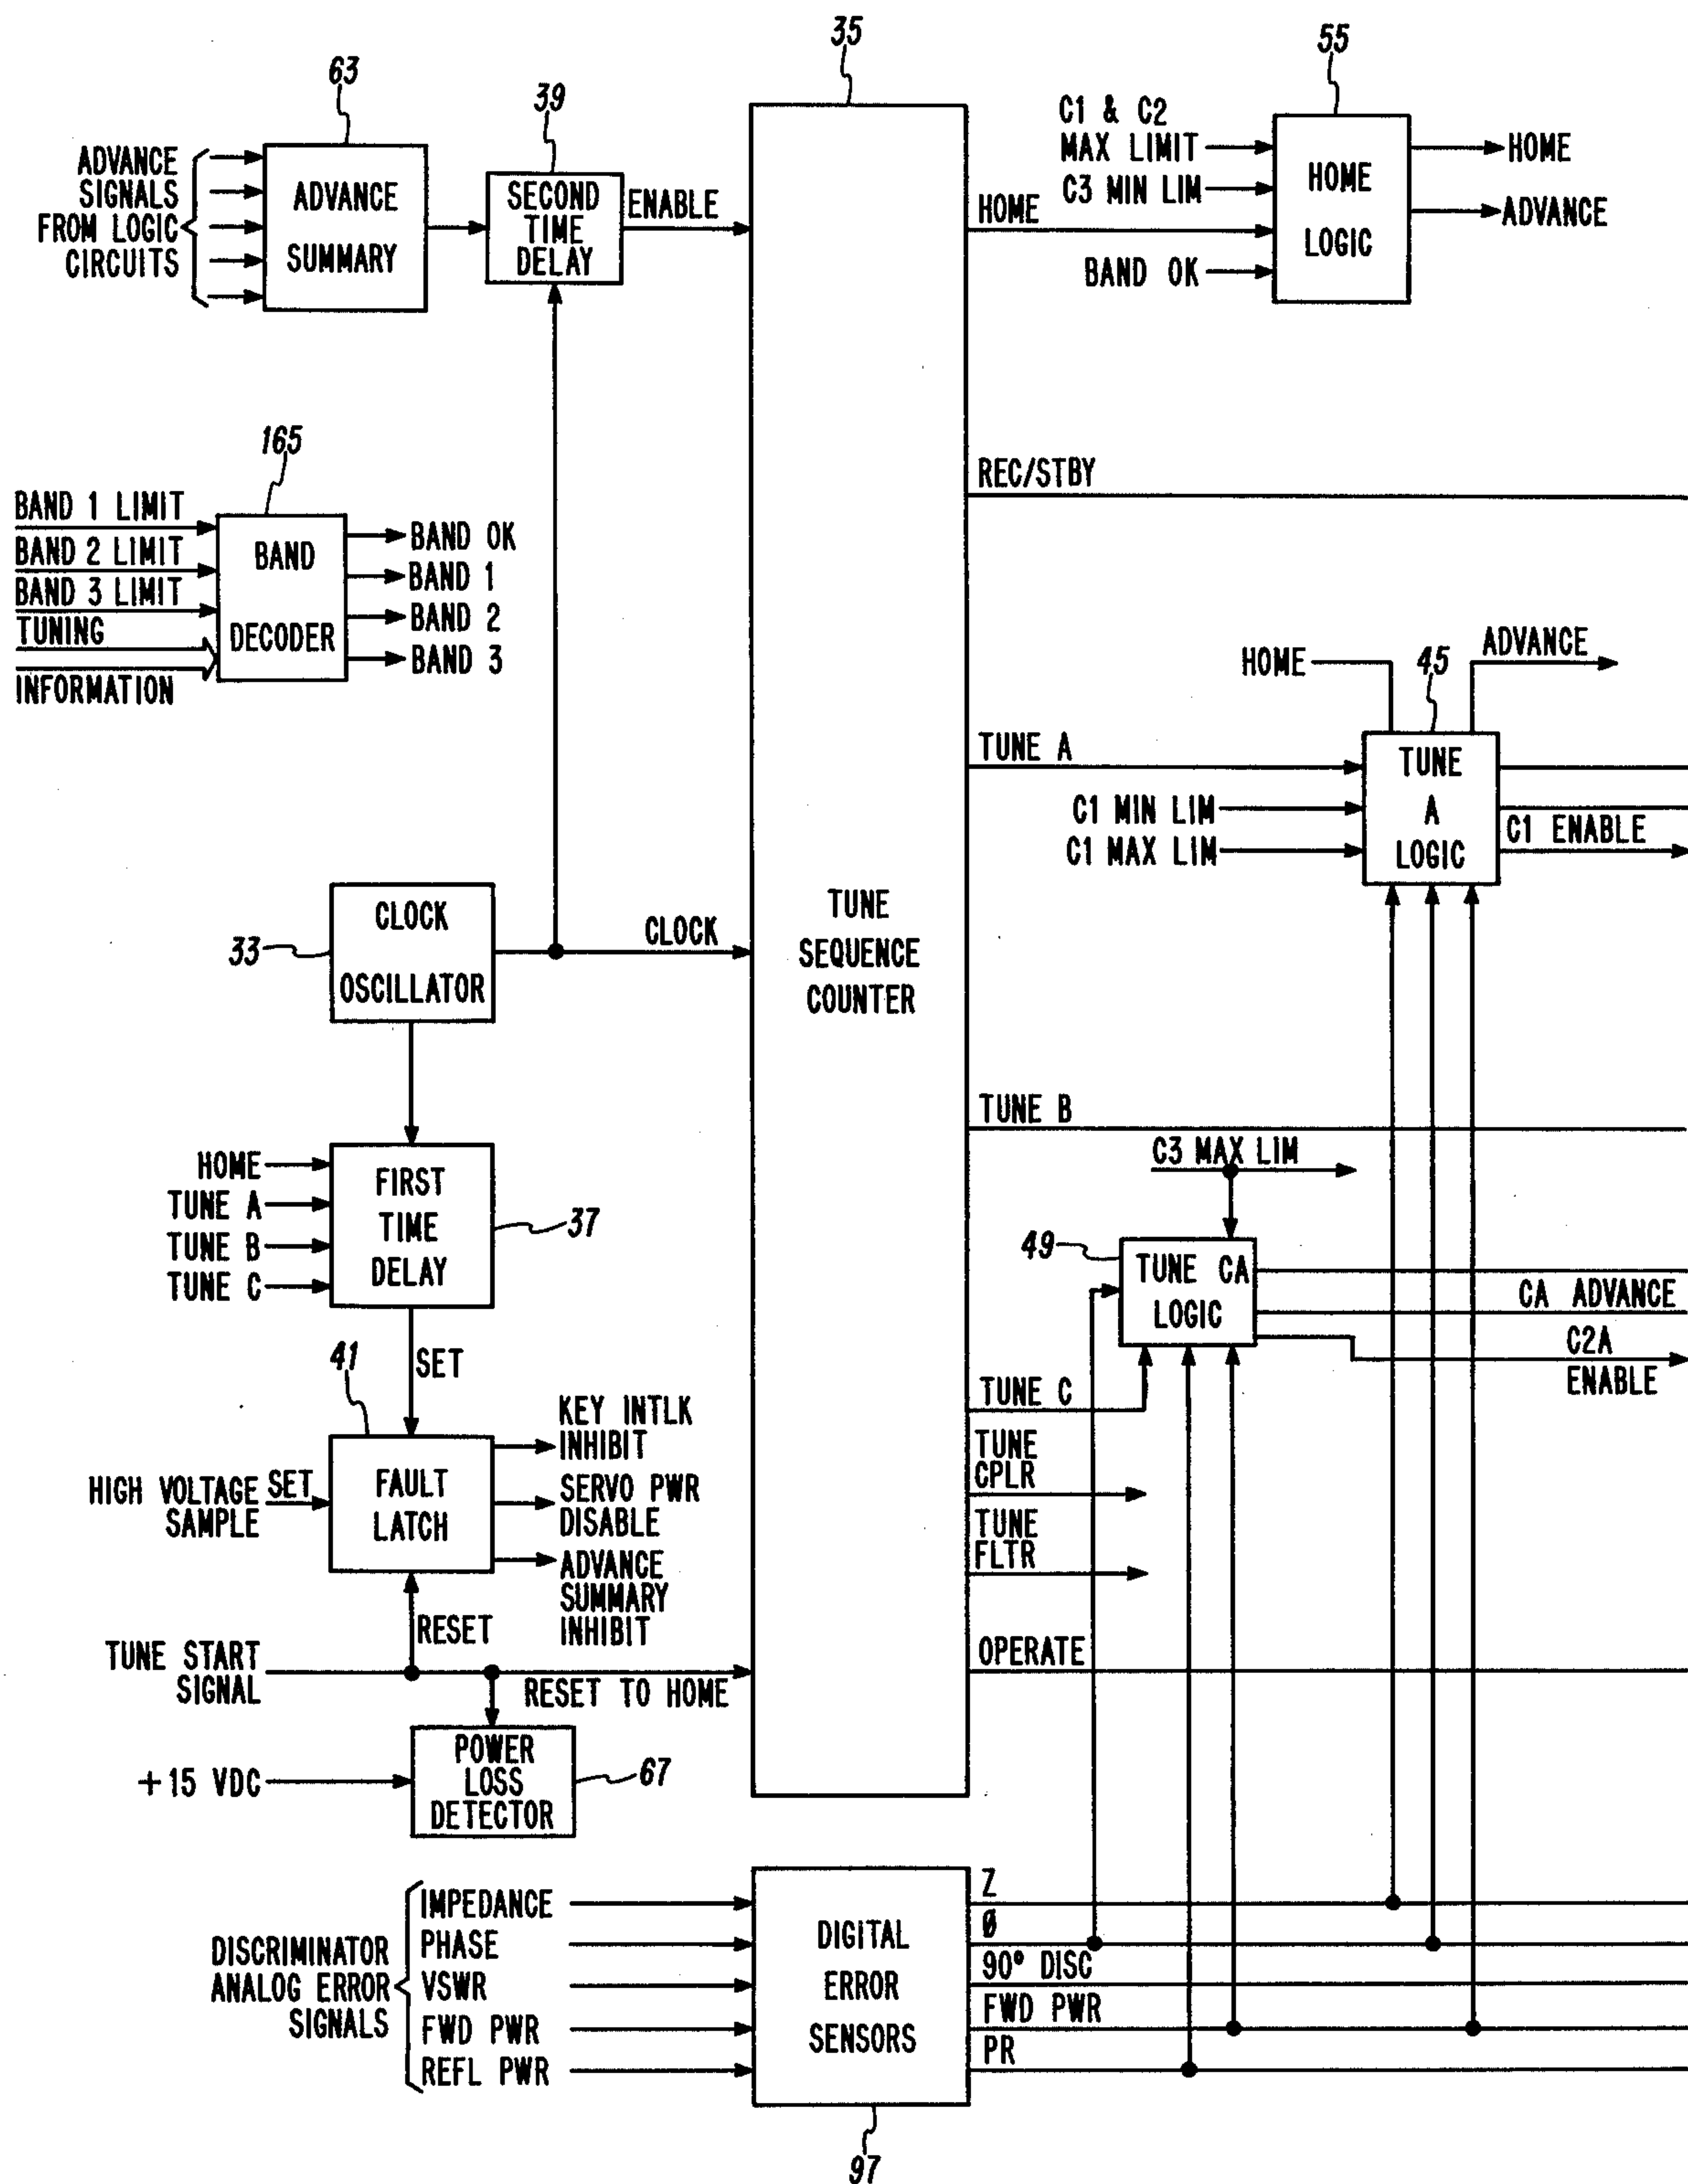 35
55
63
39
ADVANCE
SIGNALS
FROM LOGIC
CIRCUITS
ADVANCE
SUMMARY
SECOND
TIME
DELAY
ENABLE
HOME
C1 & C2
MAX LIMIT
C3 MIN LIM
BAND OK
HOME
LOGIC
HOME
ADVANCE
165
BAND 1 LIMIT
BAND 2 LIMIT
BAND 3 LIMIT
TUNING
INFORMATION
BAND
DECODER
BAND OK
BAND 1
BAND 2
BAND 3
REC/STBY
HOME
45
ADVANCE
TUNE A
C1 MIN LIM
C1 MAX LIM
TUNE
A
LOGIC
C1 ENABLE
33
CLOCK
OSCILLATOR
CLOCK
TUNE
SEQUENCE
COUNTER
HOME
TUNE A
TUNE B
TUNE C
FIRST
TIME
DELAY
37
TUNE B
C3 MAX LIM
49
TUNE CA
LOGIC
CA ADVANCE
C2A
ENABLE
41
SET
HIGH VOLTAGE
SAMPLE
SET
FAULT
LATCH
KEY INTLK
INHIBIT
SERVO PWR
DISABLE
ADVANCE
SUMMARY
INHIBIT
TUNE C
TUNE
CPLR
TUNE
FLTR
OPERATE
TUNE START
SIGNAL
RESET
RESET TO HOME
+15 VDC
POWER
LOSS
DETECTOR
67
DISCRIMINATOR
ANALOG ERROR
SIGNALS
IMPEDANCE
PHASE
VSWR
FWD PWR
REFL PWR
DIGITAL
ERROR
SENSORS
Z
Ø
90° DISC
FWD PWR
PR
97